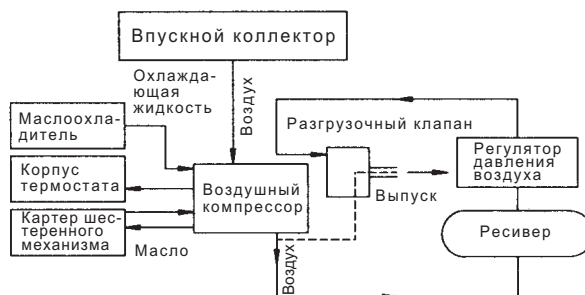 Впускной коллектор
Охлажда-
ющая
жидкость
Воздух
Маслоохла-
дитель
Корпус
термостата
Картер шес-
теренного
механизма
Масло
Воздушный
компрессор
Воздух
Разгрузочный клапан
Выпуск
Регулятор
давления
воздуха
Ресивер